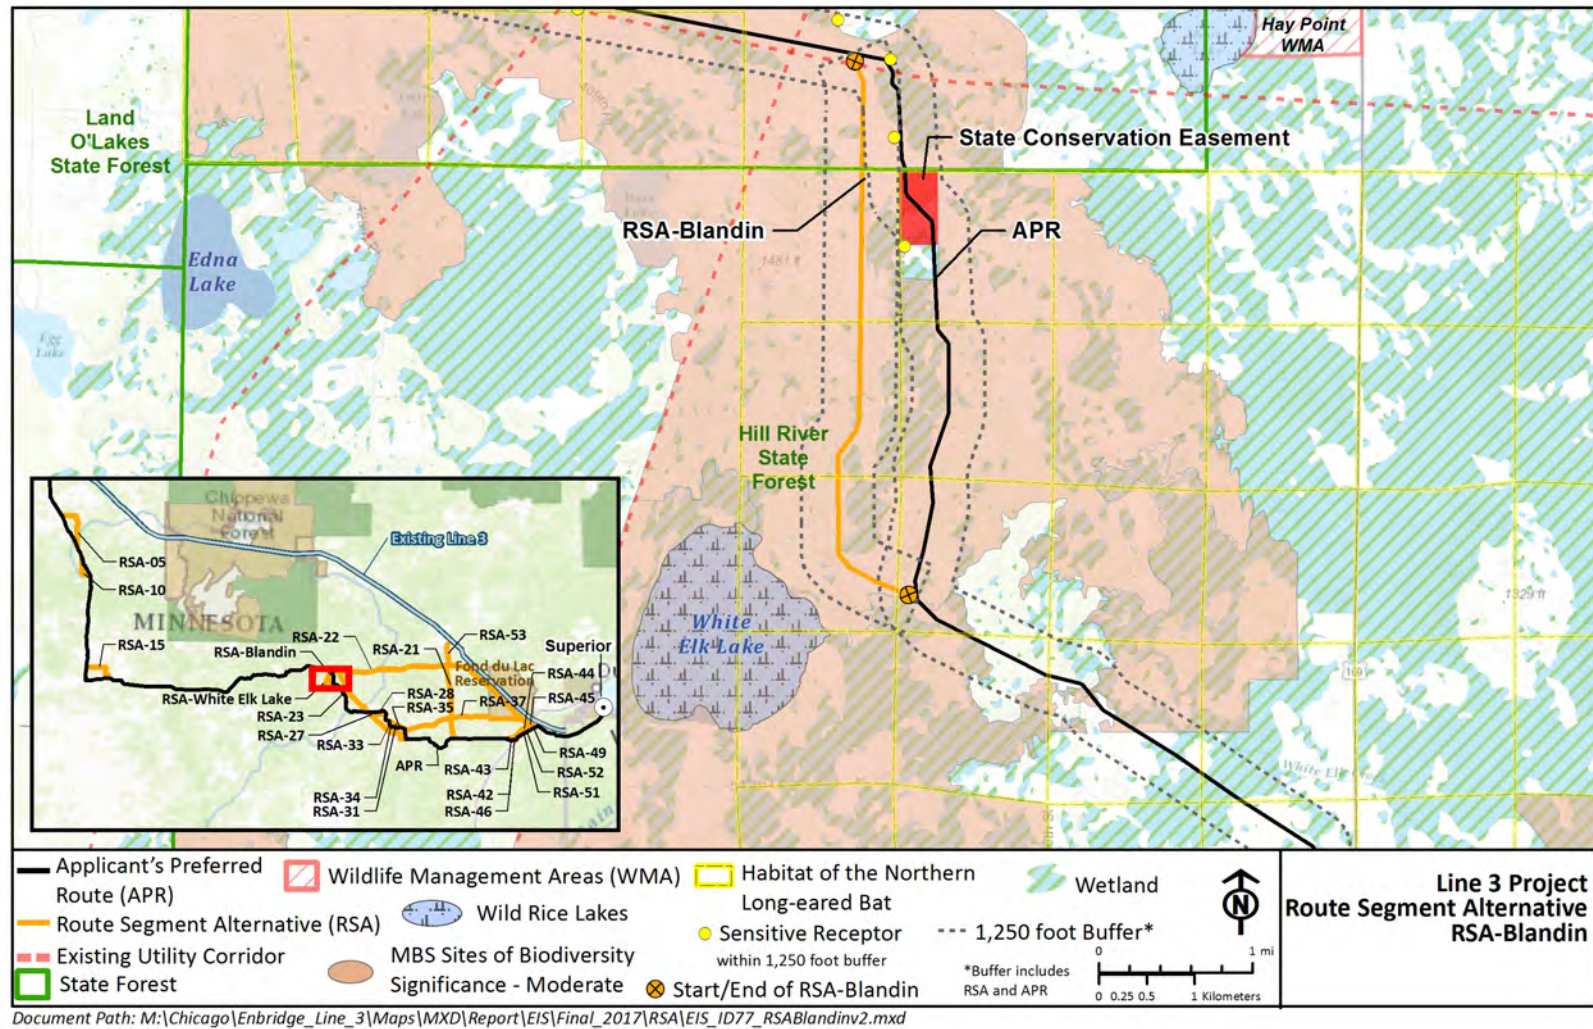 Hay Point
WMA
Land
O'Lakes
State Forest
State Conservation Easement
RSA-Blandin
APR
Edna
Lake
1481 ft
Hill River
State
Forest
White
Elk Lake
1329 ft
169
Chippewa
National
Forest
Existing Line 3
RSA-05
RSA-10
MINNESOTA
RSA-15
RSA-22
RSA-53
RSA-21
RSA-Blandin
Superior
Fond du Lac
Reservation
RSA-44
RSA-45
RSA-White Elk Lake
RSA-28
RSA-35
RSA-37
RSA-23
RSA-27
RSA-33
APR
RSA-43
RSA-49
RSA-52
RSA-51
RSA-34
RSA-31
RSA-42
RSA-46
Applicant's Preferred
Route (APR)
Route Segment Alternative (RSA)
Existing Utility Corridor
State Forest
Wildlife Management Areas (WMA)
Wild Rice Lakes
MBS Sites of Biodiversity
Significance - Moderate
Habitat of the Northern
Long-eared Bat
Sensitive Receptor
within 1,250 foot buffer
Start/End of RSA-Blandin
Wetland
1,250 foot Buffer*
*Buffer includes
RSA and APR
N
0 1 mi
0 0.25 0.5 1 Kilometers
Line 3 Project
Route Segment Alternative
RSA-Blandin
Document Path: M:\Chicago\Enbridge_Line_3\Maps\MXD\Report\EIS\Final_2017\RSA\EIS_ID77_RSABlandinv2.mxd